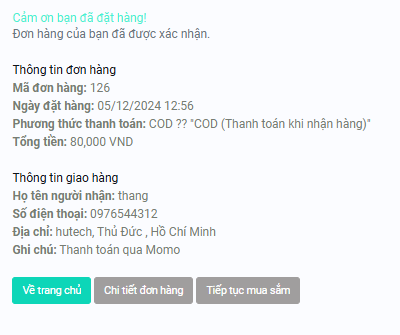 Cảm ơn bạn đã đặt hàng!
Đơn hàng của bạn đã được xác nhận.
Thông tin đơn hàng
Mã đơn hàng: 126
Ngày đặt hàng: 05/12/2024 12:56
Phương thức thanh toán: COD ?? "COD (Thanh toán khi nhận hàng)"
Tổng tiền: 80,000 VND
Thông tin giao hàng
Họ tên người nhận: thang
Số điện thoại: 0976544312
Địa chỉ: hutech, Thủ Đức , Hồ Chí Minh
Ghi chú: Thanh toán qua Momo
Về trang chủ Chi tiết đơn hàng Tiếp tục mua sắm